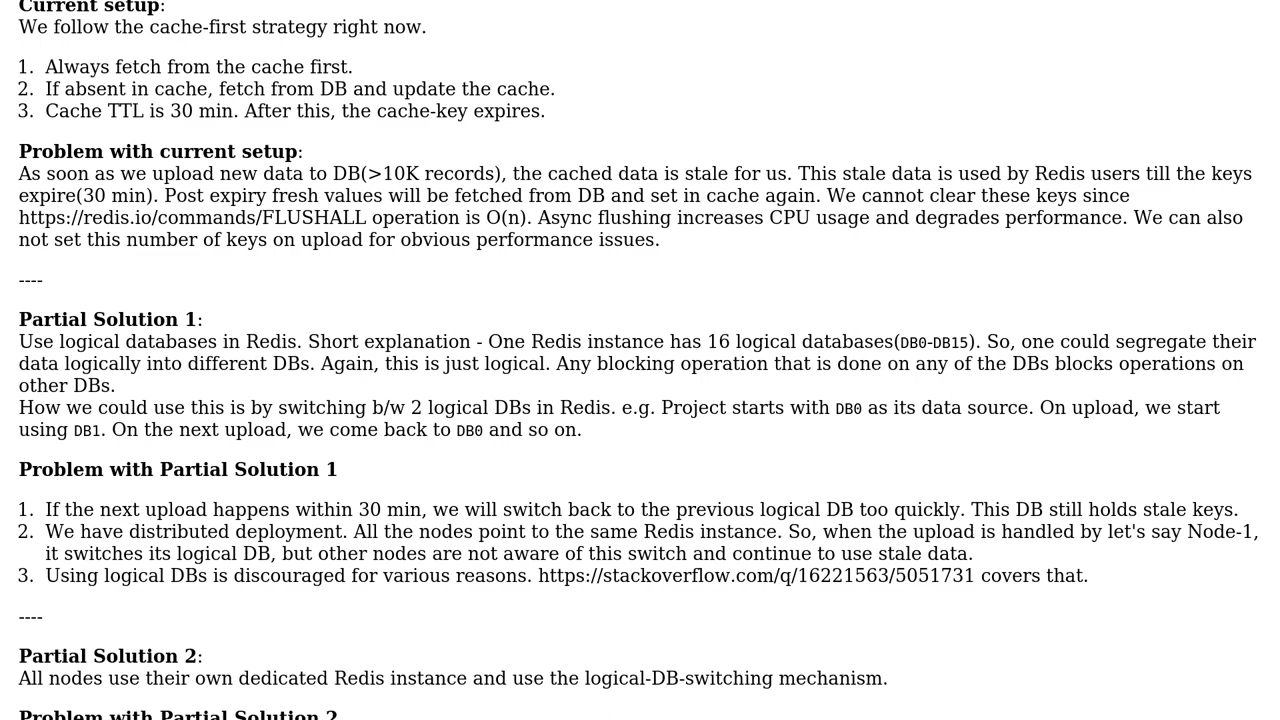 Current setup:
We follow the cache-first strategy right now.
1. Always fetch from the cache first.
2. If absent in cache, fetch from DB and update the cache.
3. Cache TTL is 30 min. After this, the cache-key expires.
Problem with current setup:
As soon as we upload new data to DB(>10K records), the cached data is stale for us. This stale data is used by Redis users till the keys
expire(30 min). Post expiry fresh values will be fetched from DB and set in cache again. We cannot clear these keys since
https://redis.io/commands/FLUSHALL operation is O(n). Async flushing increases CPU usage and degrades performance. We can also
not set this number of keys on upload for obvious performance issues.
----
Partial Solution 1:
Use logical databases in Redis. Short explanation - One Redis instance has 16 logical databases(DB0-DB15). So, one could segregate their
data logically into different DBs. Again, this is just logical. Any blocking operation that is done on any of the DBs blocks operations on
other DBs.
How we could use this is by switching b/w 2 logical DBs in Redis. e.g. Project starts with DB0 as its data source. On upload, we start
using DB1. On the next upload, we come back to DB0 and so on.
Problem with Partial Solution 1
1. If the next upload happens within 30 min, we will switch back to the previous logical DB too quickly. This DB still holds stale keys.
2. We have distributed deployment. All the nodes point to the same Redis instance. So, when the upload is handled by let's say Node-1,
it switches its logical DB, but other nodes are not aware of this switch and continue to use stale data.
3. Using logical DBs is discouraged for various reasons. https://stackoverflow.com/q/16221563/5051731 covers that.
----
Partial Solution 2:
All nodes use their own dedicated Redis instance and use the logical-DB-switching mechanism.
Problem with Partial Solution 2